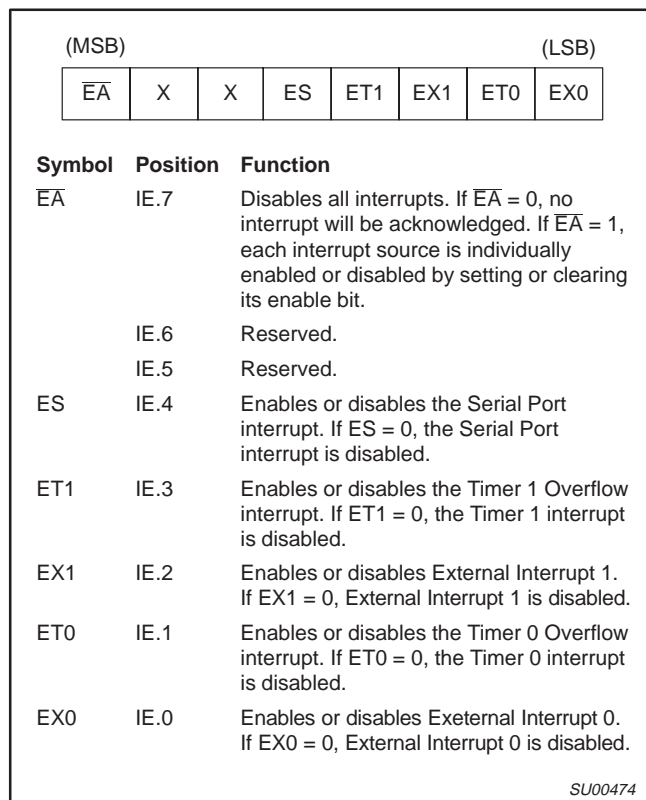 (MSB) (LSB)
E̅A̅ X X ES ET1 EX1 ET0 EX0
Symbol Position Function
E̅A̅ IE.7 Disables all interrupts. If E̅A̅ = 0, no
interrupt will be acknowledged. If E̅A̅ = 1,
each interrupt source is individually
enabled or disabled by setting or clearing
its enable bit.
IE.6 Reserved.
IE.5 Reserved.
ES IE.4 Enables or disables the Serial Port
interrupt. If ES = 0, the Serial Port
interrupt is disabled.
ET1 IE.3 Enables or disables the Timer 1 Overflow
interrupt. If ET1 = 0, the Timer 1 interrupt
is disabled.
EX1 IE.2 Enables or disables External Interrupt 1.
If EX1 = 0, External Interrupt 1 is disabled.
ET0 IE.1 Enables or disables the Timer 0 Overflow
interrupt. If ET0 = 0, the Timer 0 interrupt
is disabled.
EX0 IE.0 Enables or disables Exeternal Interrupt 0.
If EX0 = 0, External Interrupt 0 is disabled.
SU00474